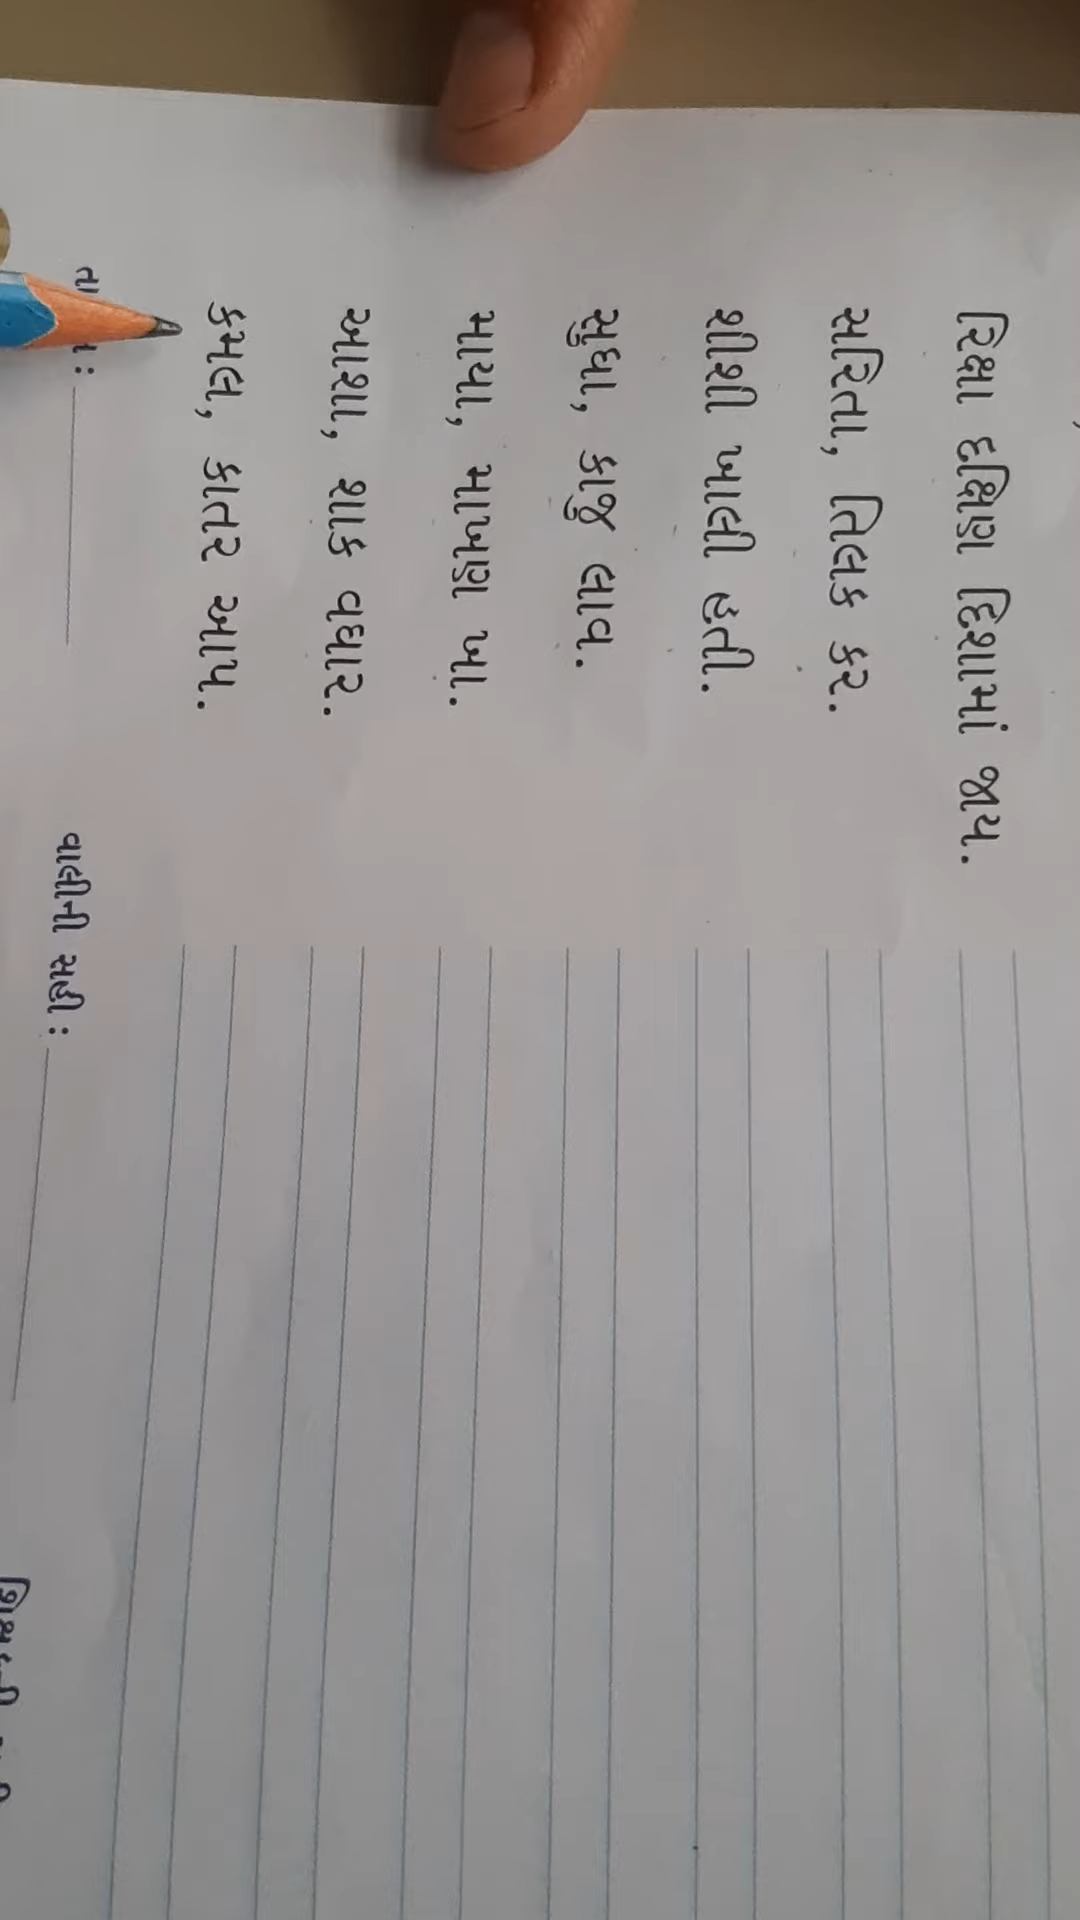 રિક્ષા દક્ષિણ દિશામાં જાય.
સરિતા, તિલક કર.
શીશી ખાલી હતી.
સુધા, કાજુ લાવ.
માયા, માખણ ખા.
આશા, શાક વઘાર.
કમલ, કાતર આપ.
વાલીની સહી :